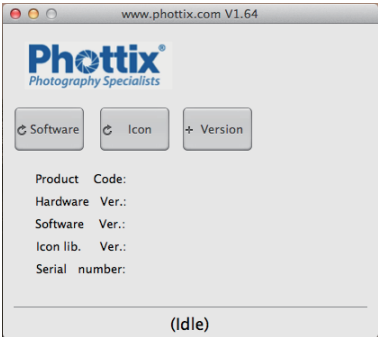 www.phottix.com V1.64
Phottix®
Photography Specialists
Software Icon Version
Product Code:
Hardware Ver.:
Software Ver.:
Icon lib. Ver.:
Serial number:
(Idle)